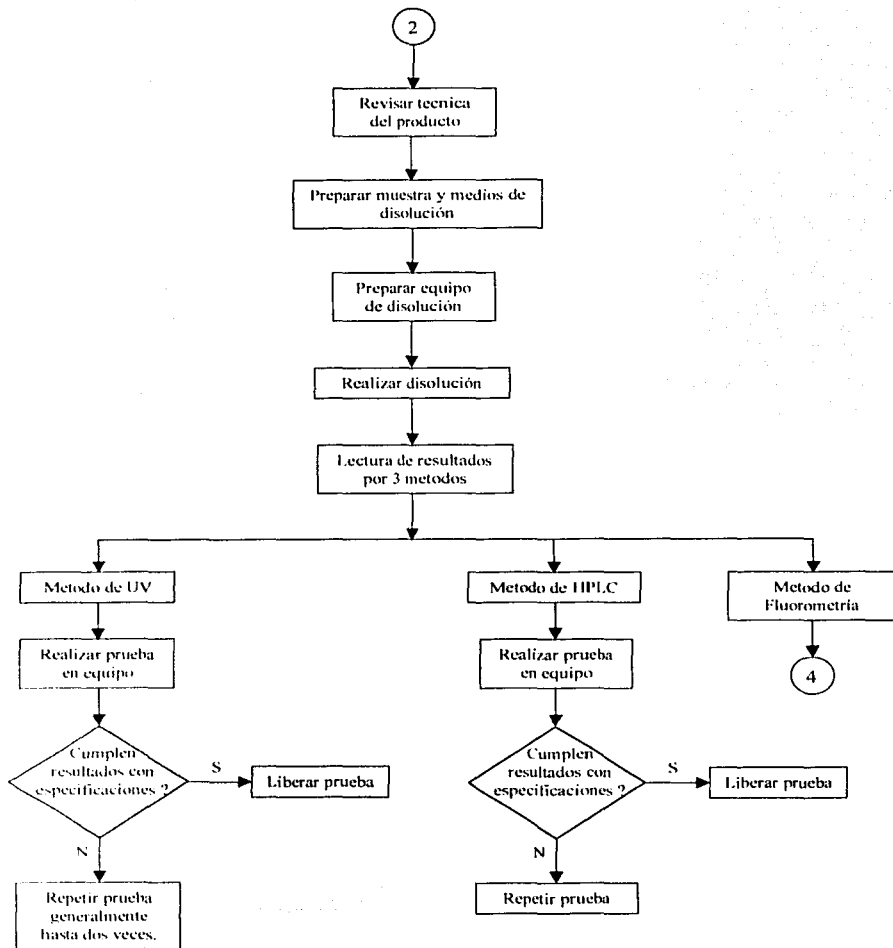 2
Revisar tecnica
del producto
Preparar muestra y medios de
disolución
Preparar equipo
de disolución
Realizar disolución
Lectura de resultados
por 3 metodos
Metodo de UV
Realizar prueba
en equipo
Cumplen
resultados con
especificaciones ?
S
Liberar prueba
N
Repetir prueba
generalmente
hasta dos veces.
Metodo de HPLC
Realizar prueba
en equipo
Cumplen
resultados con
especificaciones ?
S
Liberar prueba
N
Repetir prueba
Metodo de
Fluorometría
4